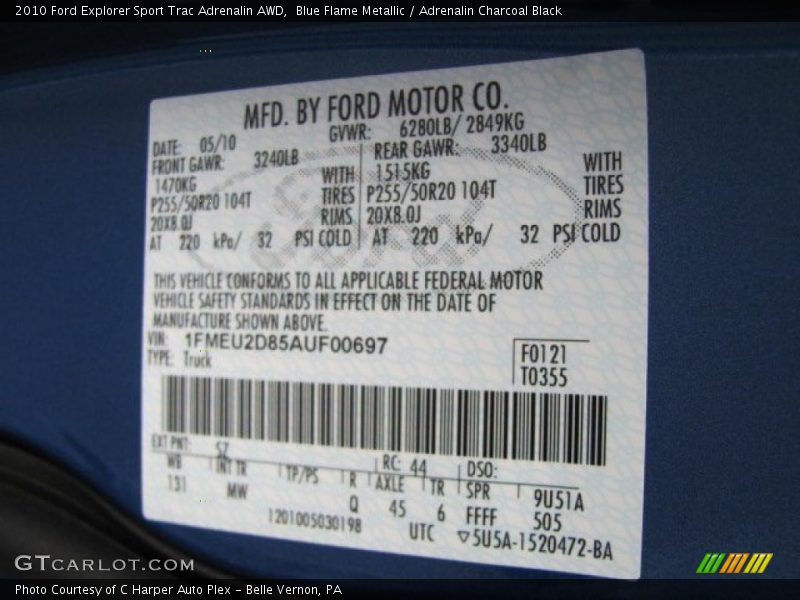 2010 Ford Explorer Sport Trac Adrenalin AWD, Blue Flame Metallic / Adrenalin Charcoal Black
MFD. BY FORD MOTOR CO.
DATE: 05/10 GVWR: 6280LB/ 2849KG
FRONT GAWR: 3240LB REAR GAWR: 3340LB
1470KG WITH 1515KG WITH
P255/50R20 104T TIRES P255/50R20 104T TIRES
20X8.0J RIMS 20X8.0J RIMS
AT 220 kPa/ 32 PSI COLD AT 220 kPa/ 32 PSI COLD
THIS VEHICLE CONFORMS TO ALL APPLICABLE FEDERAL MOTOR
VEHICLE SAFETY STANDARDS IN EFFECT ON THE DATE OF
MANUFACTURE SHOWN ABOVE.
VIN: 1FMEU2D85AUF00697 F0121
TYPE: Truck T0355
EXT PNT: SZ RC: 44 DSO:
WB INT TR TP/PS R AXLE TR SPR 9U51A
131 MW Q 45 6 FFFF 505
1201005030198 UTC ▽5U5A-1520472-BA
GTCARLOT.COM
Photo Courtesy of C Harper Auto Plex - Belle Vernon, PA